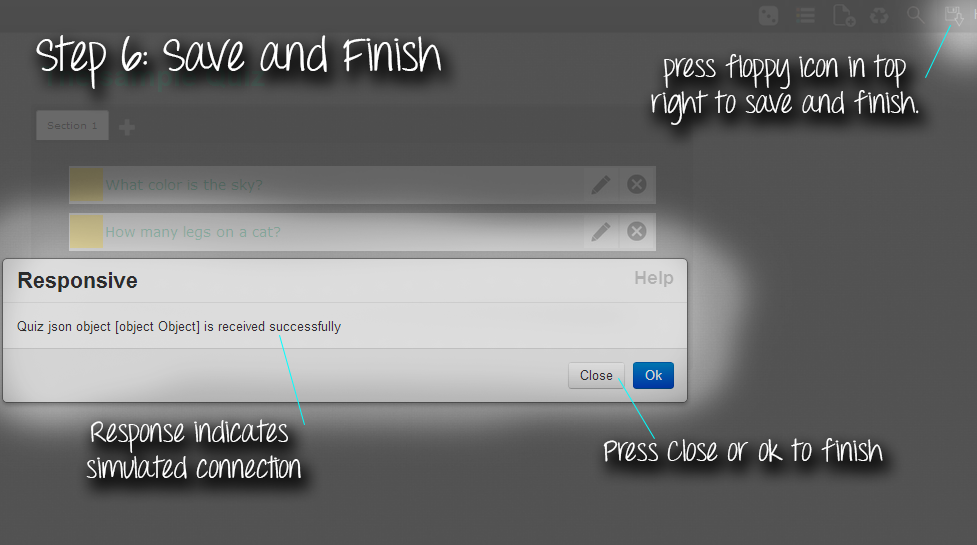 Step 6: Save and Finish
press floppy icon in top
right to save and finish.
Section 1
What color is the sky?
How many legs on a cat?
Responsive
Help
Quiz json object [object Object] is received successfully
Close
Ok
Response indicates
simulated connection
Press Close or ok to finish